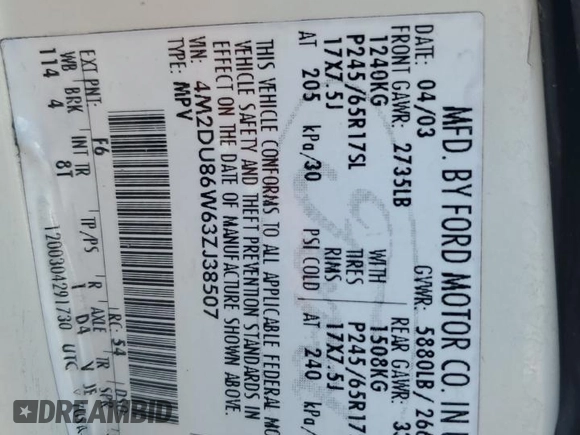 MFD. BY FORD MOTOR CO. IN
DATE: 04/03 GVWR: 5880LB/
FRONT GAWR: 2735LB REAR GAWR:
1240KG WITH 1508KG
P245/65R17SL TIRES P245/65R17
17X7.5J RIMS 17X7.5J
AT 205 kPa/30 PSI COLD AT 240 kPa/
THIS VEHICLE CONFORMS TO ALL APPLICABLE FEDERAL
VEHICLE SAFETY AND THEFT PREVENTION STANDARDS IN
EFFECT ON THE DATE OF MANUFACTURE SHOWN ABOVE.
VIN: 4M2DU86W63ZJ38507
TYPE: MPV
EXT PNT: F6 RC: 54
WB BRK INT TR TP/PS R AXLE TR
114 4 8T I D4 V
1200304291730 UTC
DREAMBID